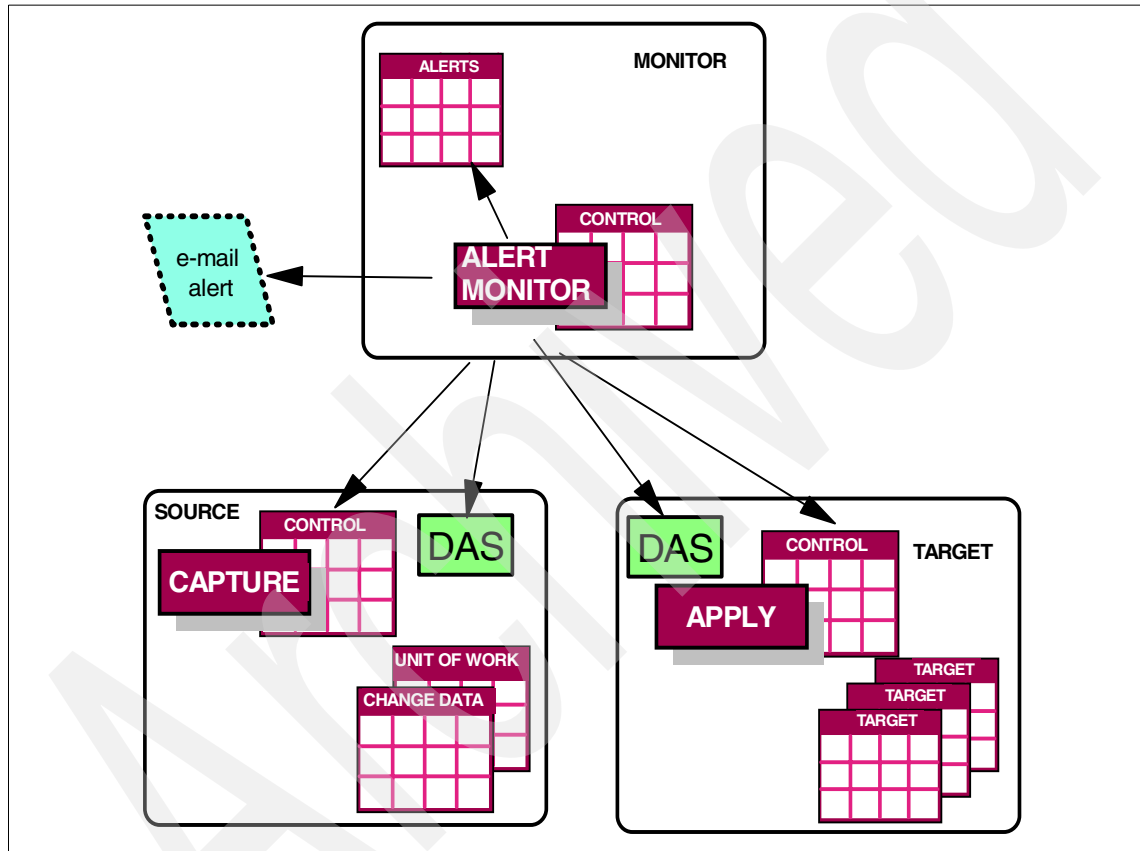 MONITOR
ALERTS
CONTROL
ALERT
MONITOR
e-mail
alert
SOURCE
CONTROL
DAS
CAPTURE
UNIT OF WORK
CHANGE DATA
DAS
CONTROL
TARGET
APPLY
TARGET
TARGET
TARGET
Archived